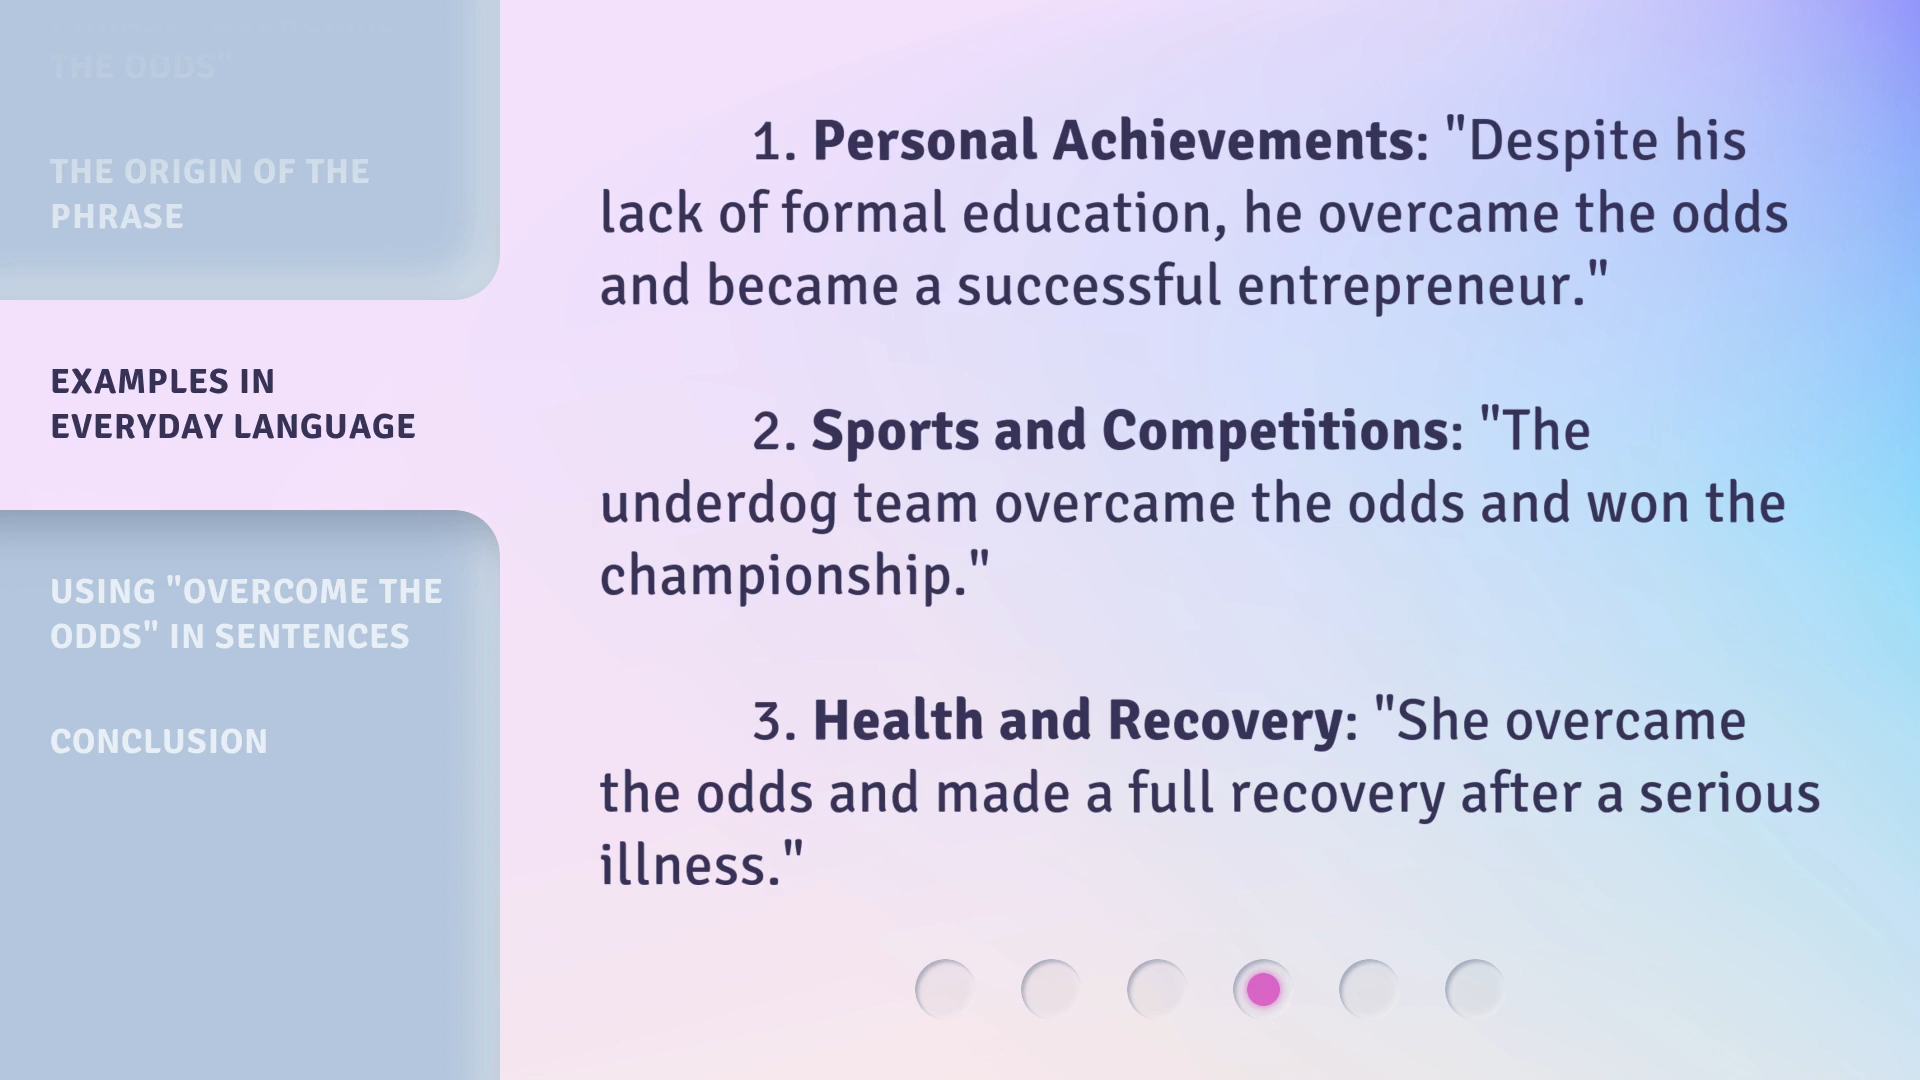 THE ODDS"
THE ORIGIN OF THE
PHRASE
EXAMPLES IN
EVERYDAY LANGUAGE
USING "OVERCOME THE
ODDS" IN SENTENCES
CONCLUSION
1. Personal Achievements: "Despite his
lack of formal education, he overcame the odds
and became a successful entrepreneur."
2. Sports and Competitions: "The
underdog team overcame the odds and won the
championship."
3. Health and Recovery: "She overcame
the odds and made a full recovery after a serious
illness."